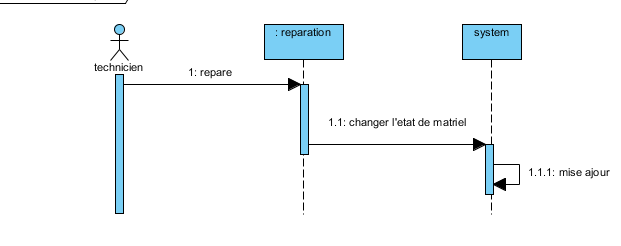 : reparation
system
technicien
1: repare
1.1: changer l'etat de matriel
1.1.1: mise ajour